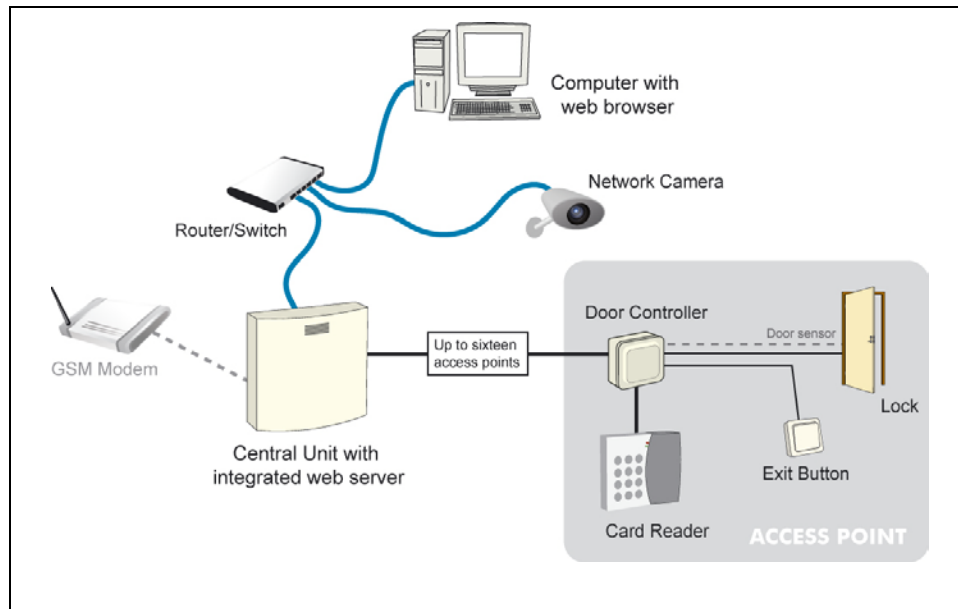 Computer with
web browser
Network Camera
Router/Switch
Door Controller
Door sensor
Up to sixteen
access points
GSM Modem
Lock
Central Unit with
integrated web server
Exit Button
Card Reader
ACCESS POINT